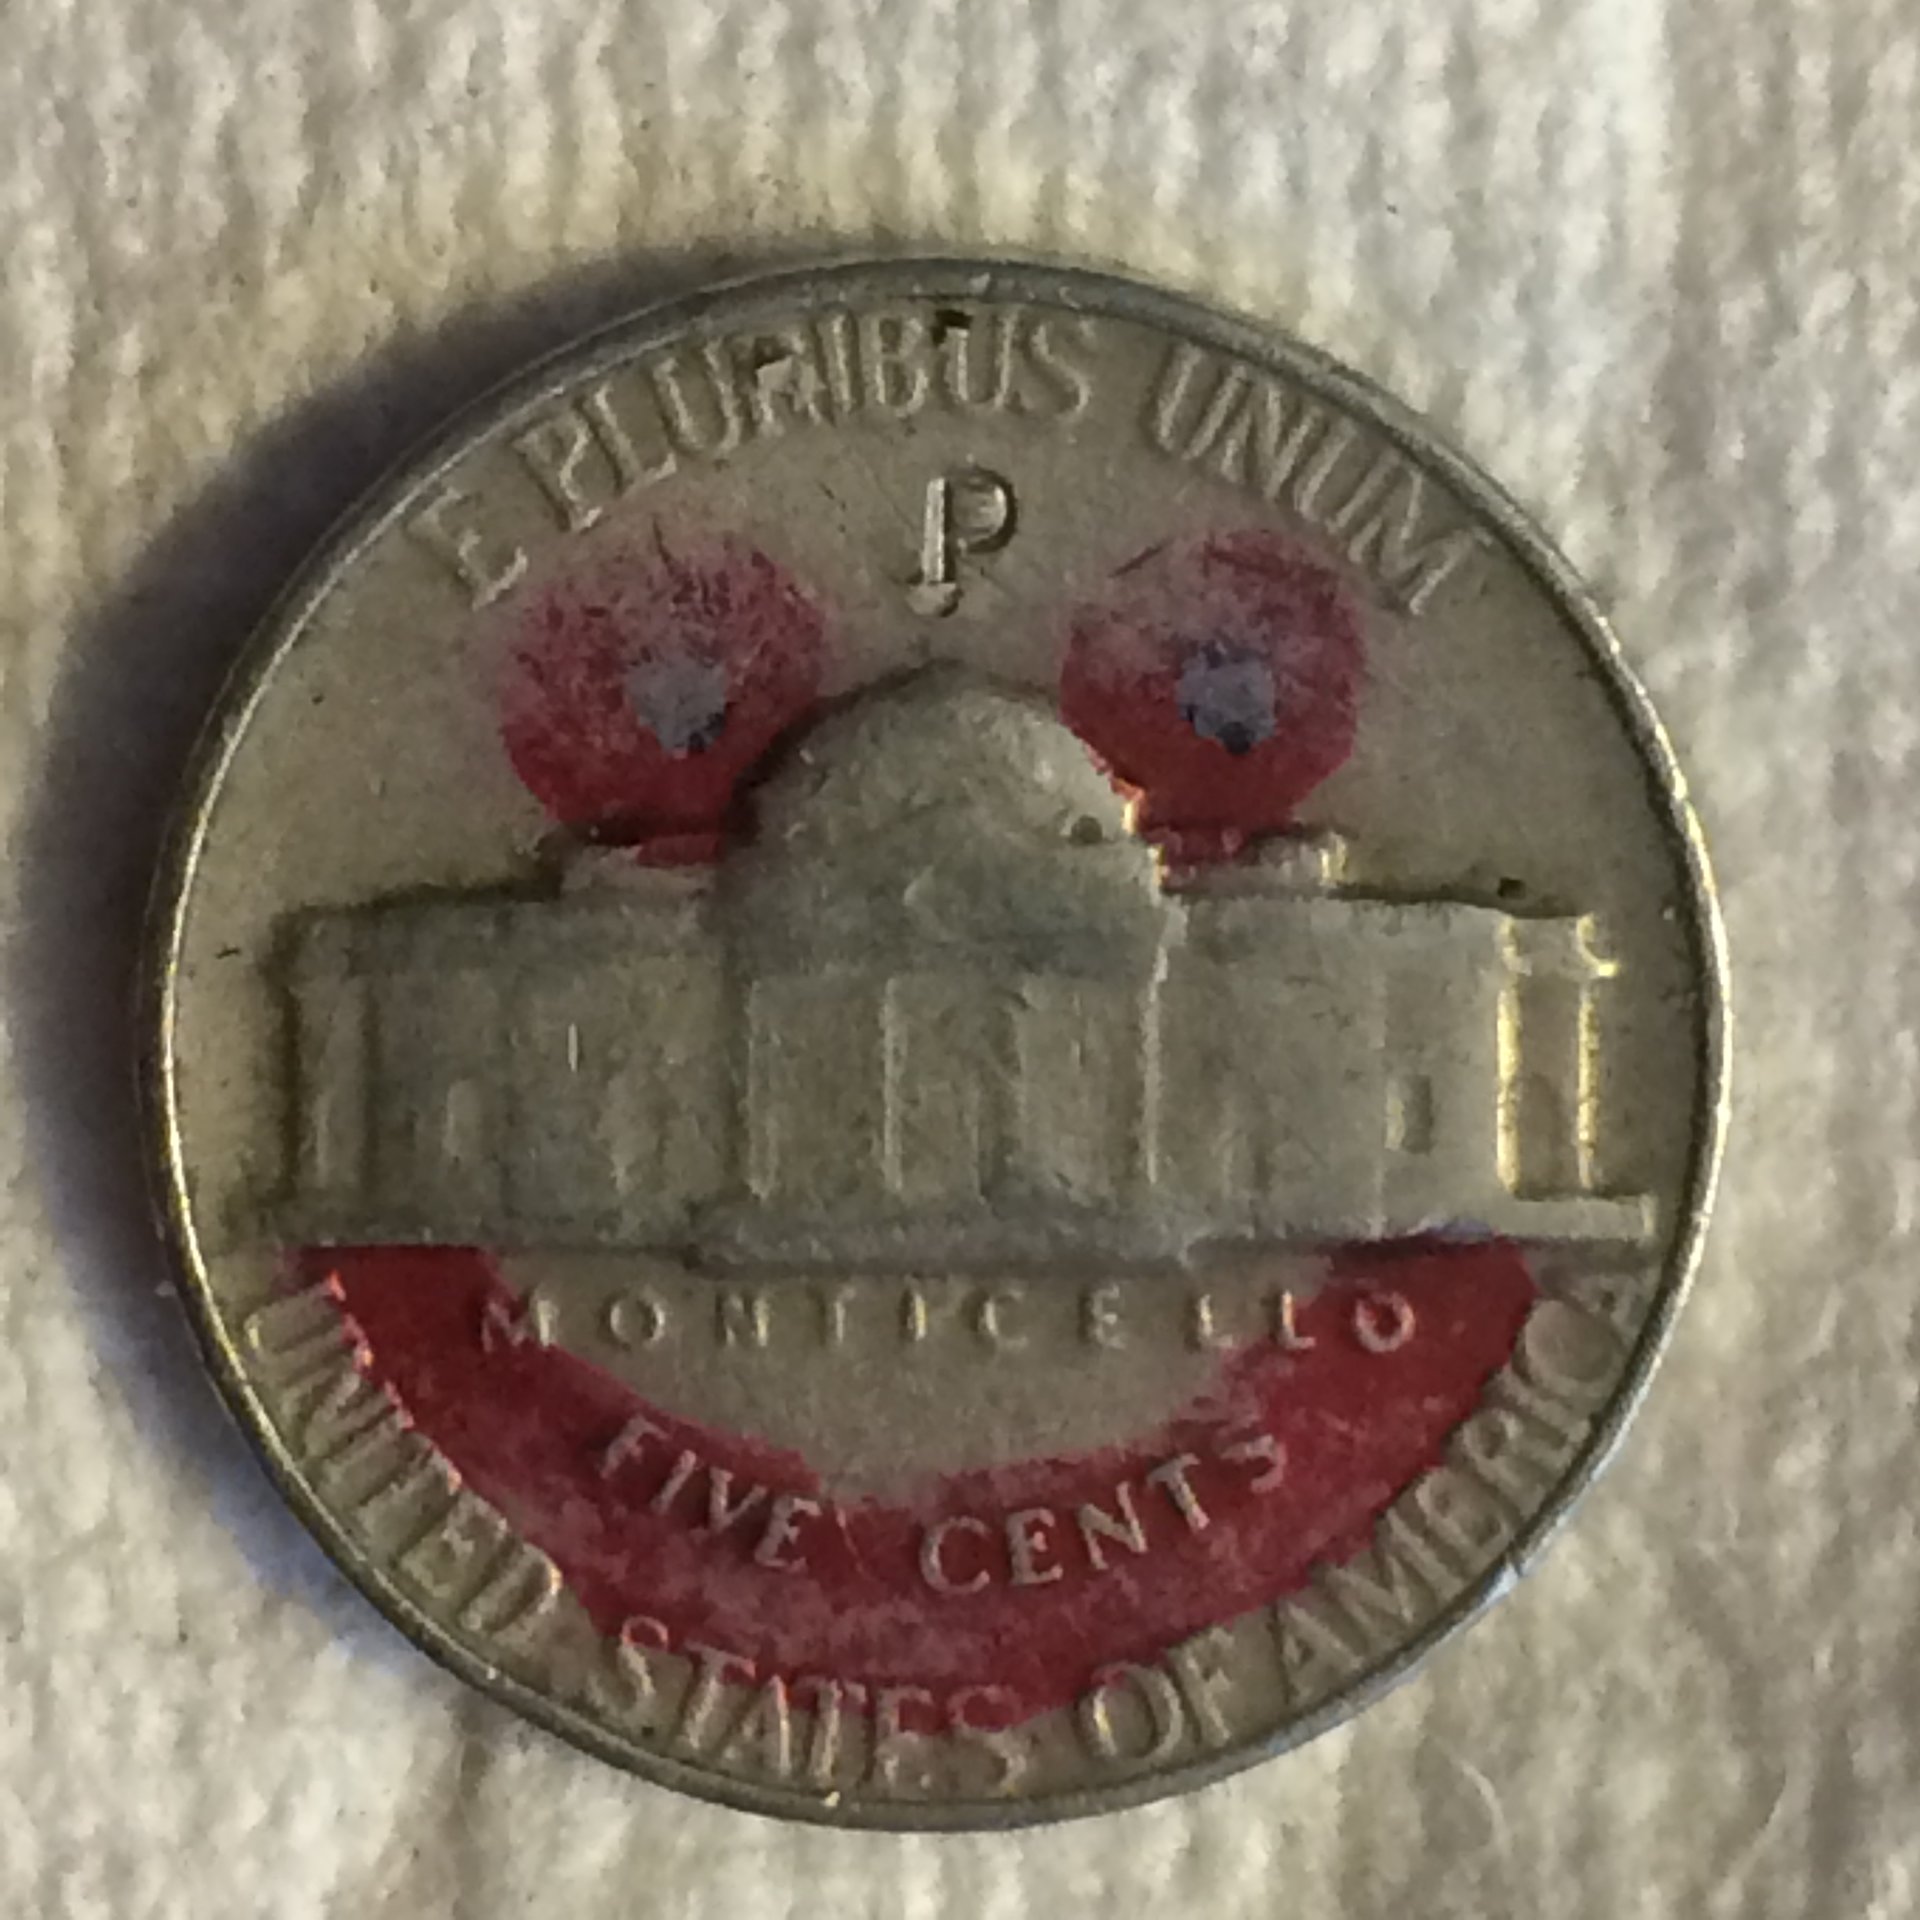 E PLURIBUS UNUM
P
MONTICELLO
FIVE CENTS
UNITED STATES OF AMERICA